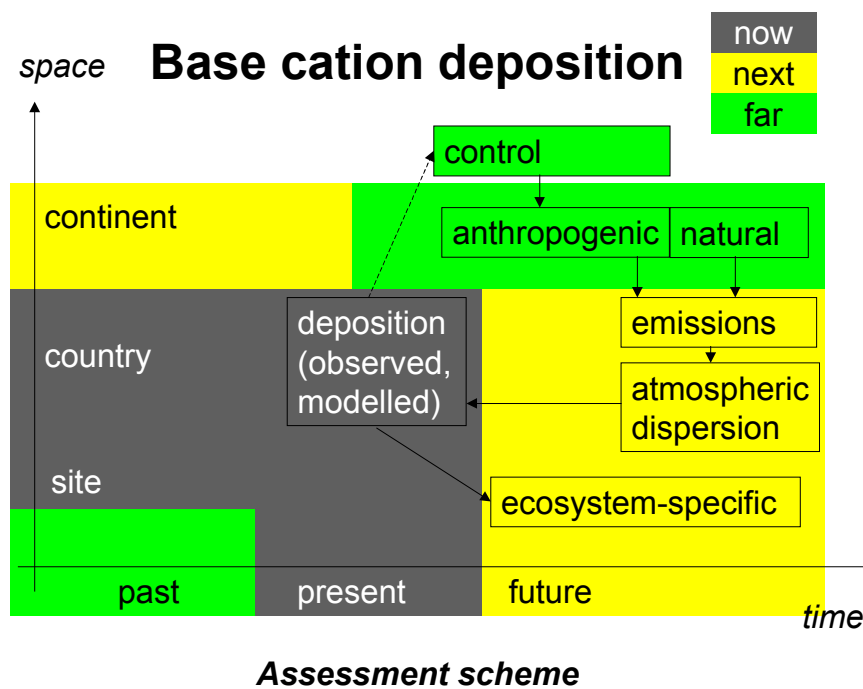 Base cation deposition
now
next
far
space
control
continent
anthropogenic
natural
deposition
(observed,
modelled)
emissions
country
atmospheric
dispersion
site
ecosystem-specific
past
present
future
time
Assessment scheme